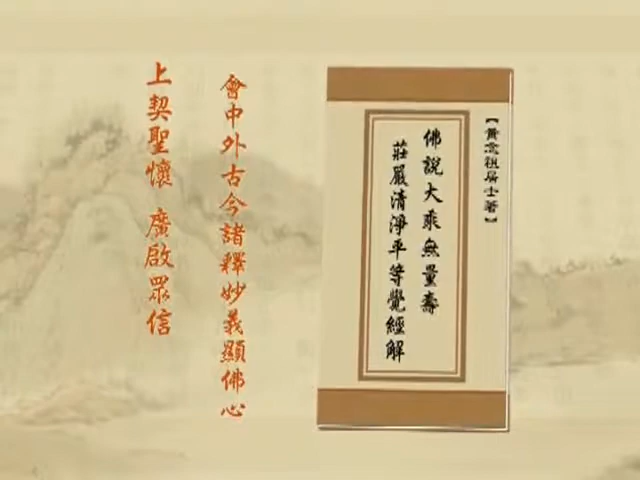 【黃念祖居士著】
佛說大乘無量壽
莊嚴清淨平等覺經解
會中外古今諸釋妙義顯佛心
上契聖懷 廣啟眾信